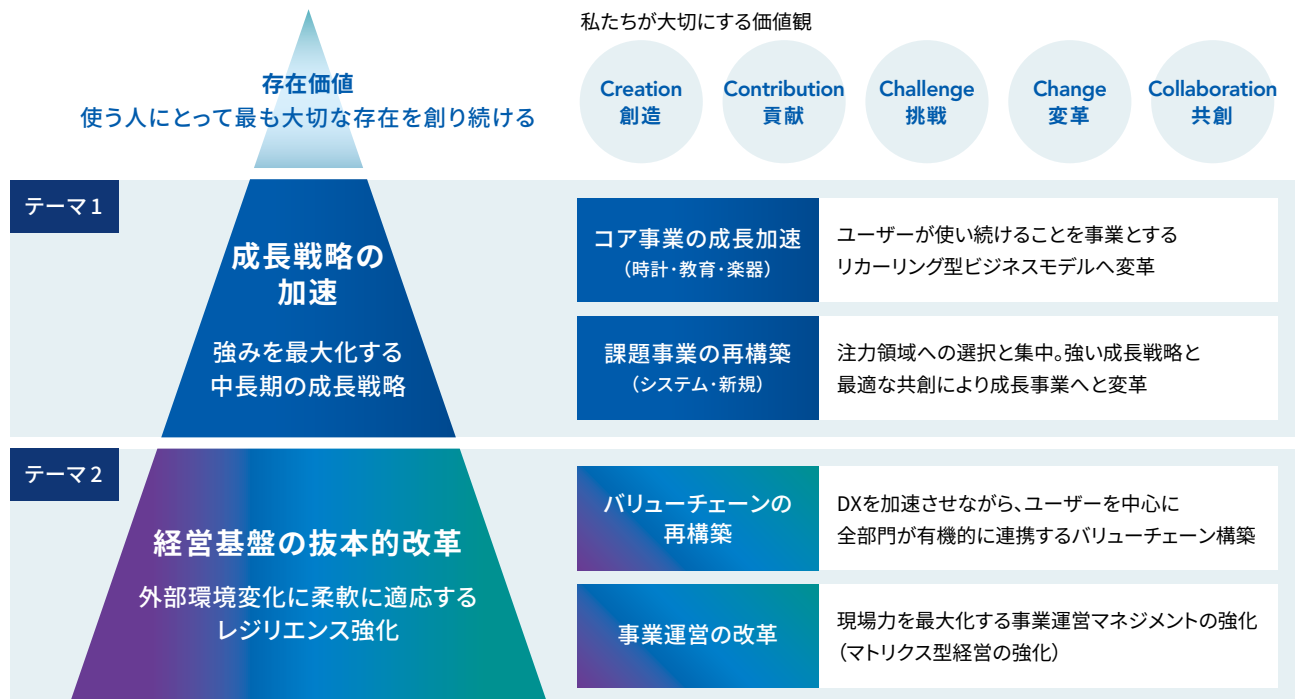 存在価値
使う人にとって最も大切な存在を創り続ける
私たちが大切にする価値観
Creation
創造
Contribution
貢献
Challenge
挑戦
Change
変革
Collaboration
共創
テーマ1
成長戦略の
加速
強みを最大化する
中長期の成長戦略
コア事業の成長加速
（時計・教育・楽器）
ユーザーが使い続けることを事業とする
リカーリング型ビジネスモデルへ変革
課題事業の再構築
（システム・新規）
注力領域への選択と集中。強い成長戦略と
最適な共創により成長事業へと変革
テーマ2
経営基盤の抜本的改革
外部環境変化に柔軟に適応する
レジリエンス強化
バリューチェーンの
再構築
DXを加速させながら、ユーザーを中心に
全部門が有機的に連携するバリューチェーン構築
事業運営の改革
現場力を最大化する事業運営マネジメントの強化
（マトリクス型経営の強化）